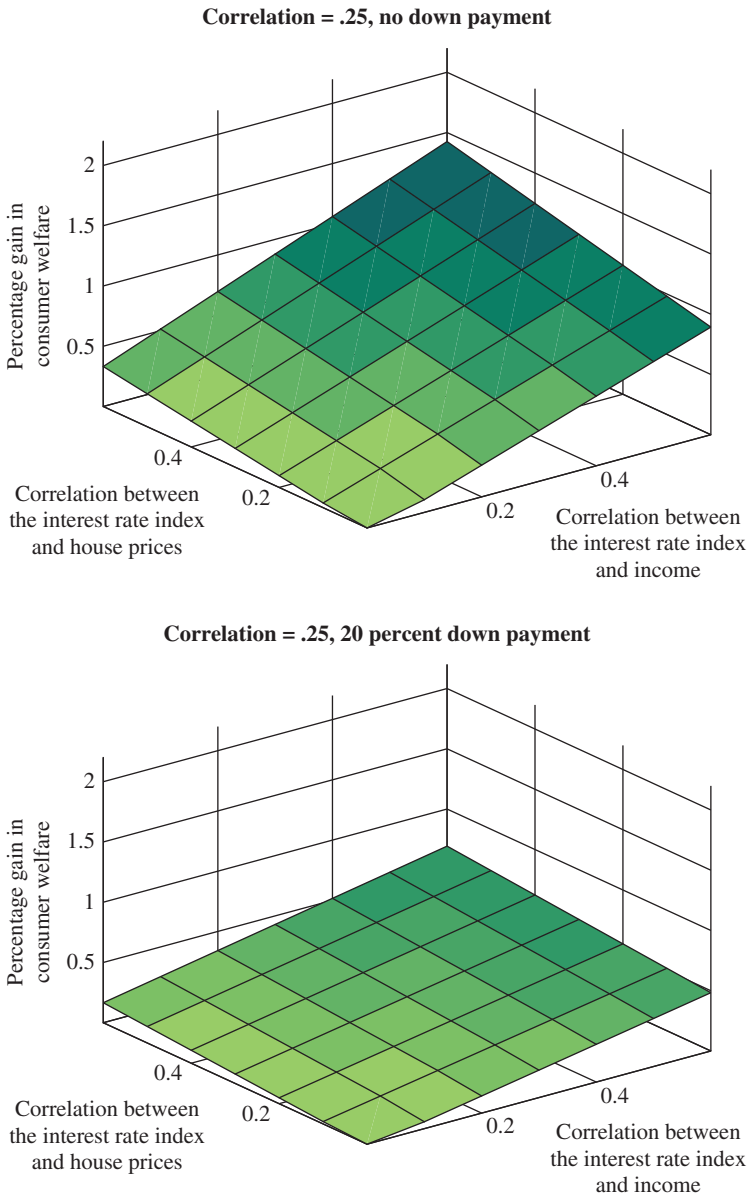 Correlation = .25, no down payment
Percentage gain in
consumer welfare
2
1.5
1
0.5
0.4
0.2
Correlation between
the interest rate index
and house prices
0.2
0.4
Correlation between
the interest rate index
and income
Correlation = .25, 20 percent down payment
Percentage gain in
consumer welfare
2
1.5
1
0.5
0.4
0.2
Correlation between
the interest rate index
and house prices
0.2
0.4
Correlation between
the interest rate index
and income